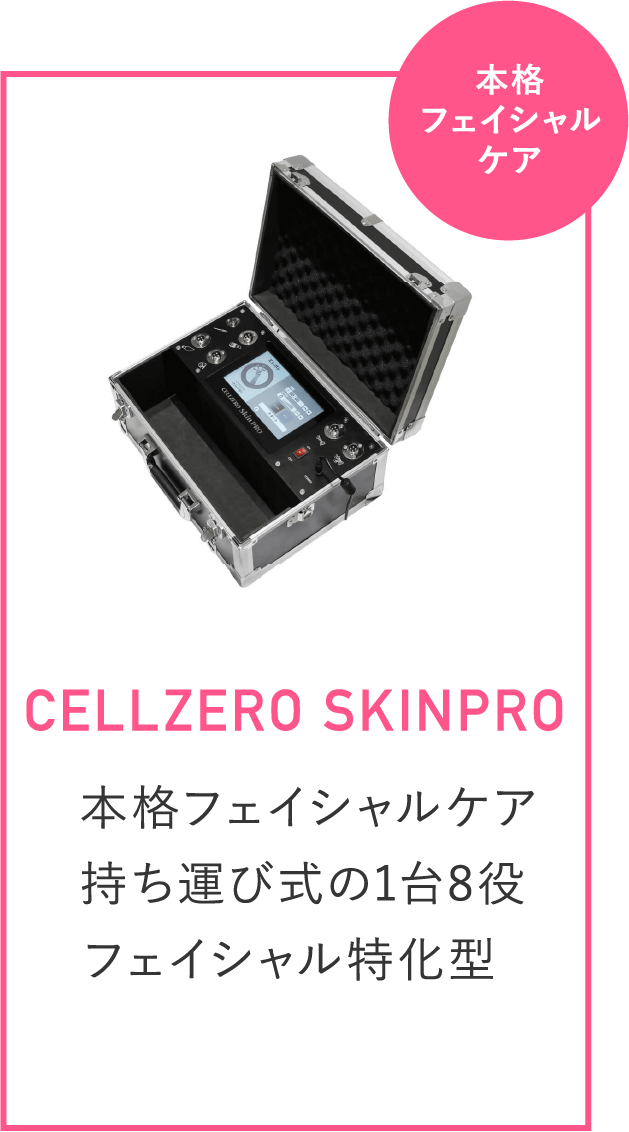 本格
フェイシャル
ケア
CELLZERO Skin PRO
CELLZERO SKINPRO
本格フェイシャルケア
持ち運び式の1台8役
フェイシャル特化型